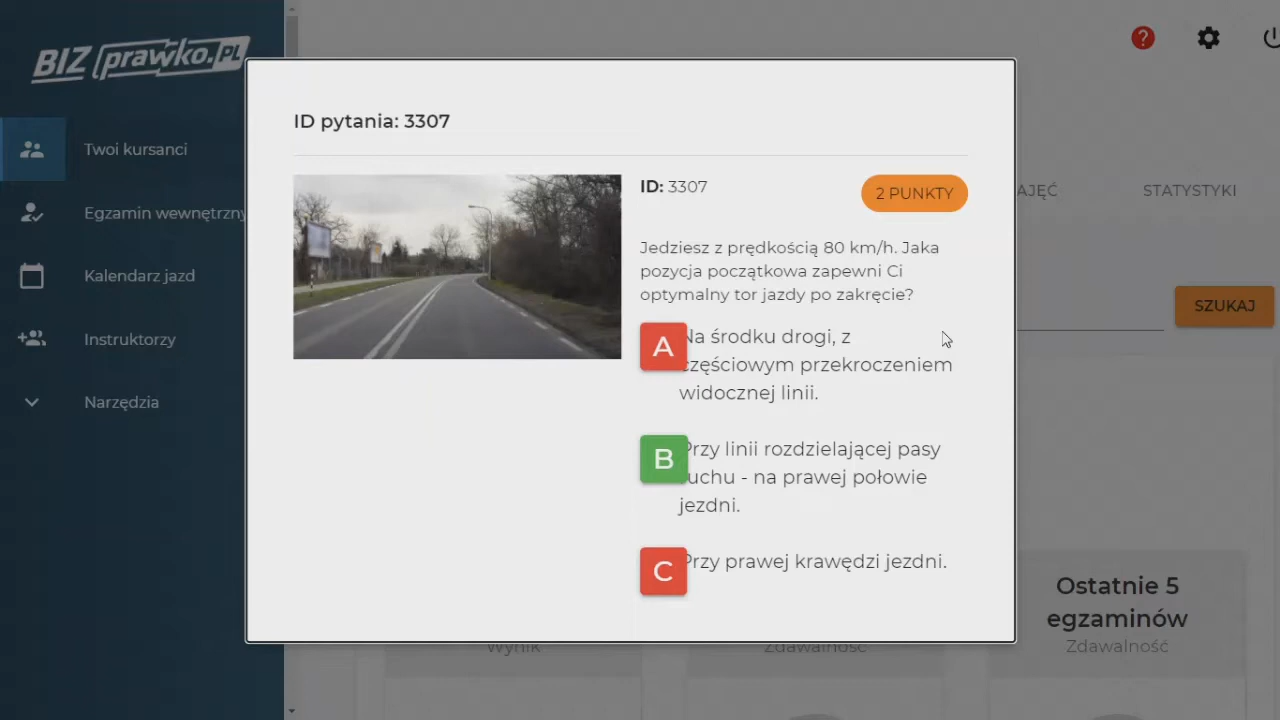 BIZ prawko.PL
Twoi kursanci
Egzamin wewnętrzny
Kalendarz jazd
Instruktorzy
Narzędzia
ID pytania: 3307
ID: 3307
2 PUNKTY
Jedziesz z prędkością 80 km/h. Jaka
pozycja początkowa zapewni Ci
optymalny tor jazdy po zakręcie?
A
Na środku drogi, z
częściowym przekroczeniem
widocznej linii.
B
Przy linii rozdzielającej pasy
ruchu - na prawej połowie
jezdni.
C
Przy prawej krawędzi jezdni.
?
AJĘĆ
STATYSTYKI
SZUKAJ
Ostatnie 5
egzaminów
Wynik
Zdawalność
Zdawalność